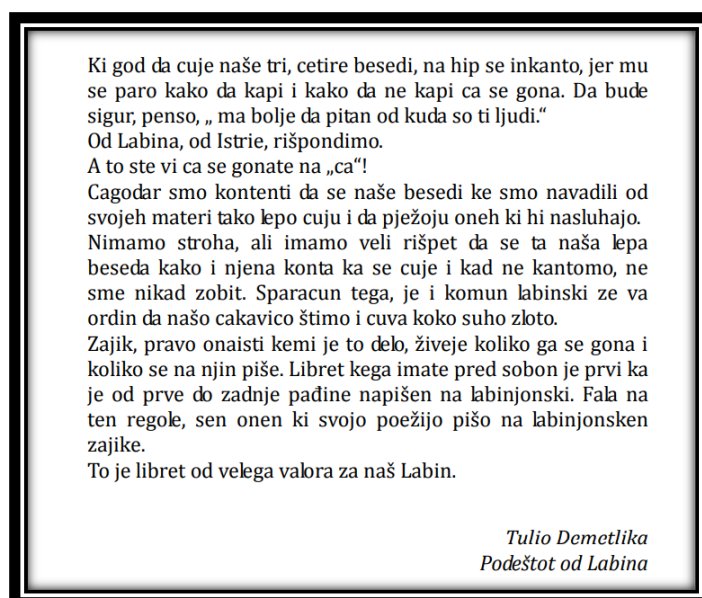 Ki god da cuje naše tri, cetire besedi, na hip se inkanto, jer mu
se paro kako da kapi i kako da ne kapi ca se gona. Da bude
sigur, penso, „ ma bolje da pitan od kuda so ti ljudi.“
Od Labina, od Istrie, rišpondimo.
A to ste vi ca se gonate na „ca“!
Cagodar smo kontenti da se naše besedi ke smo navadili od
svojeh materi tako lepo cuju i da pježoju oneh ki hi nasluhajo.
Nimamo stroha, ali imamo veli rišpet da se ta naša lepa
beseda kako i njena konta ka se cuje i kad ne kantomo, ne
sme nikad zobit. Sparacun tega, je i komun labinski ze va
ordin da našo cakavico štimo i cuva koko suho zloto.
Zajik, pravo onaisti kemi je to delo, živeje koliko ga se gona i
koliko se na njin piše. Libret kega imate pred sobon je prvi ka
je od prve do zadnje pađine napišen na labinjonski. Fala na
ten regole, sen onen ki svojo poežijo pišo na labinjonsken
zajike.
To je libret od velega valora za naš Labin.
Tulio Demetlika
Podeštot od Labina